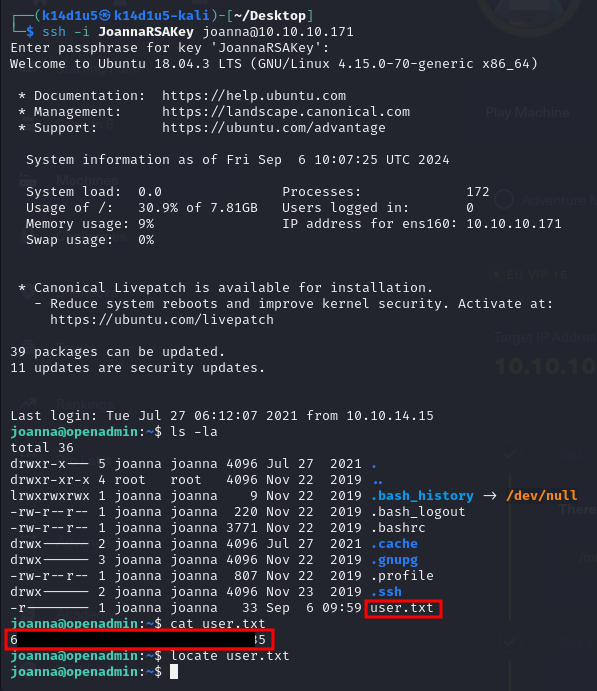 ┌──(k14d1u5㉿k14d1u5-kali)-[~/Desktop]
└─$ ssh -i JoannaRSAKey joanna@10.10.10.171
Enter passphrase for key 'JoannaRSAKey':
Welcome to Ubuntu 18.04.3 LTS (GNU/Linux 4.15.0-70-generic x86_64)
* Documentation:  https://help.ubuntu.com
* Management:     https://landscape.canonical.com
* Support:        https://ubuntu.com/advantage
System information as of Fri Sep  6 10:07:25 UTC 2024
System load:  0.0               Processes:             172
Usage of /:   30.9% of 7.81GB   Users logged in:       0
Memory usage: 9%                IP address for ens160: 10.10.10.171
Swap usage:   0%
* Canonical Livepatch is available for installation.
- Reduce system reboots and improve kernel security. Activate at:
https://ubuntu.com/livepatch
39 packages can be updated.
11 updates are security updates.
Last login: Tue Jul 27 06:12:07 2021 from 10.10.14.15
joanna@openadmin:~$ ls -la
total 36
drwxr-x--- 5 joanna joanna 4096 Jul 27  2021 .
drwxr-xr-x 4 root   root   4096 Nov 22  2019 ..
lrwxrwxrwx 1 joanna joanna    9 Nov 22  2019 .bash_history -> /dev/null
-rw-r--r-- 1 joanna joanna  220 Nov 22  2019 .bash_logout
-rw-r--r-- 1 joanna joanna 3771 Nov 22  2019 .bashrc
drwx------ 2 joanna joanna 4096 Jul 27  2021 .cache
drwx------ 3 joanna joanna 4096 Nov 22  2019 .gnupg
-rw-r--r-- 1 joanna joanna  807 Nov 22  2019 .profile
drwx------ 2 joanna joanna 4096 Nov 23  2019 .ssh
-r-------- 1 joanna joanna   33 Sep  6 09:59 user.txt
joanna@openadmin:~$ cat user.txt
6
joanna@openadmin:~$ locate user.txt
joanna@openadmin:~$
Play Machine
Machines
Target IP Addre
10.10.10